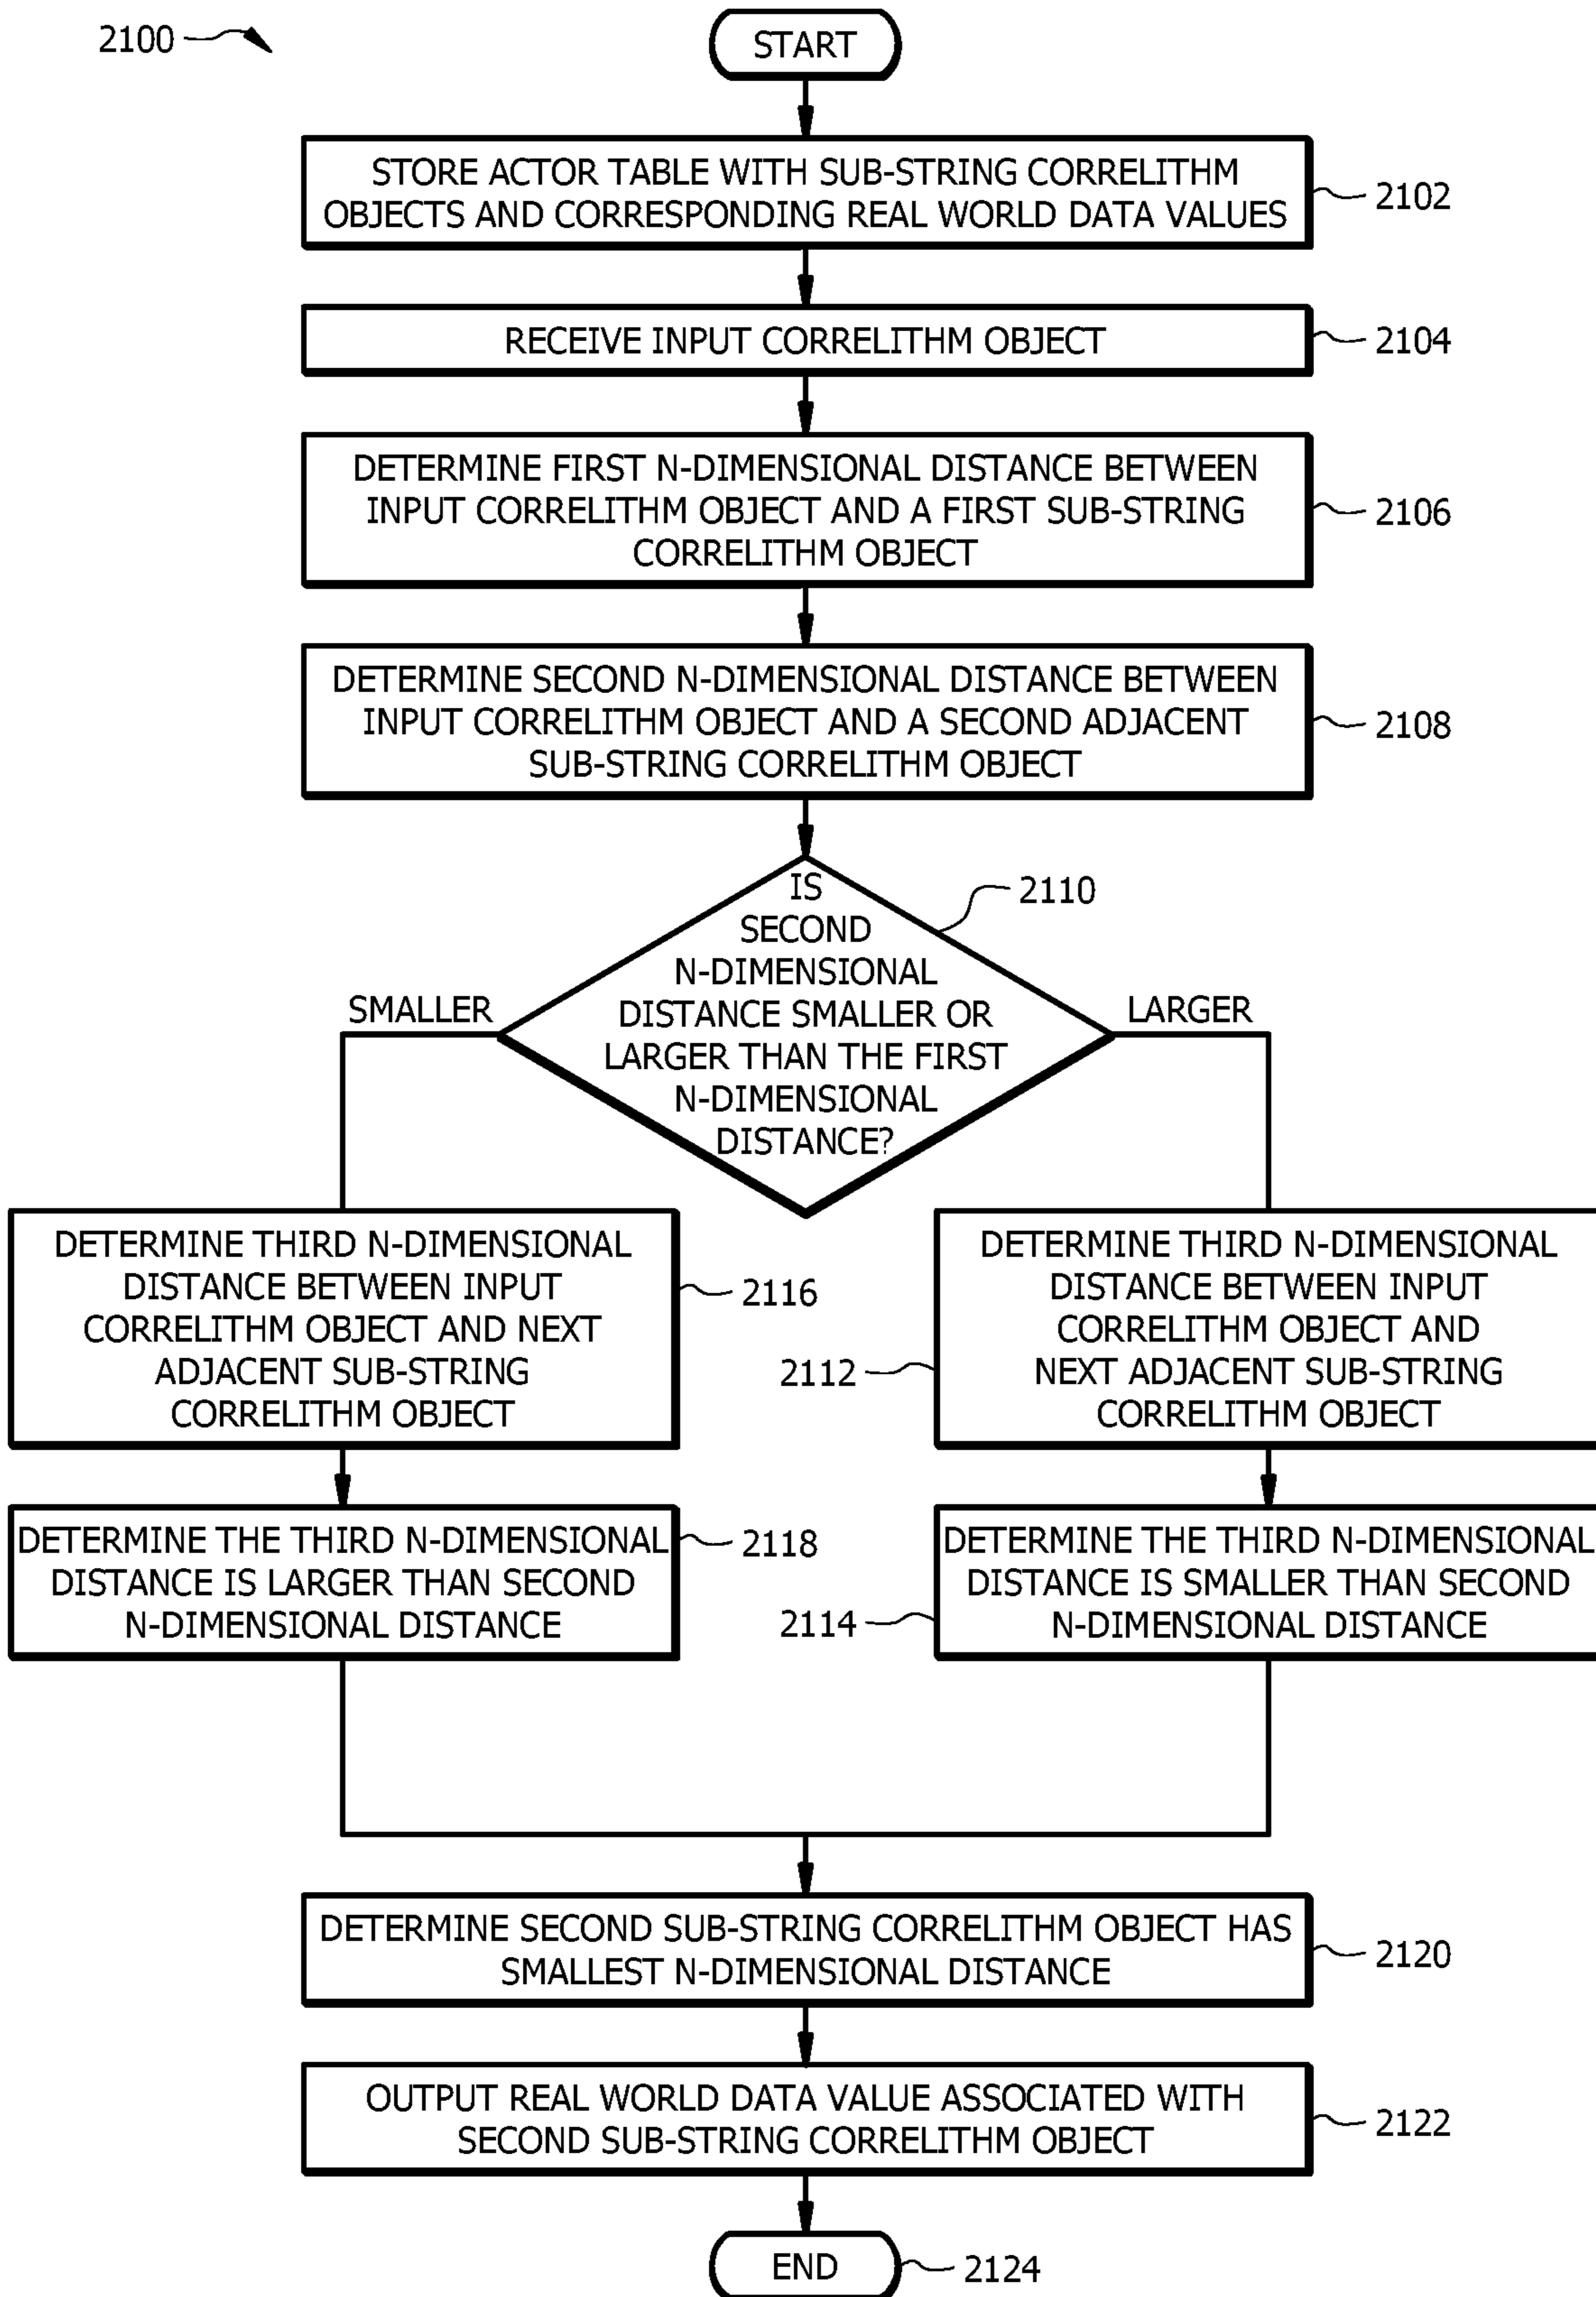 2100
START
STORE ACTOR TABLE WITH SUB-STRING CORRELITHM
OBJECTS AND CORRESPONDING REAL WORLD DATA VALUES
2102
RECEIVE INPUT CORRELITHM OBJECT
2104
DETERMINE FIRST N-DIMENSIONAL DISTANCE BETWEEN
INPUT CORRELITHM OBJECT AND A FIRST SUB-STRING
CORRELITHM OBJECT
2106
DETERMINE SECOND N-DIMENSIONAL DISTANCE BETWEEN
INPUT CORRELITHM OBJECT AND A SECOND ADJACENT
SUB-STRING CORRELITHM OBJECT
2108
IS
SECOND
N-DIMENSIONAL
DISTANCE SMALLER OR
LARGER THAN THE FIRST
N-DIMENSIONAL
DISTANCE?
2110
SMALLER
LARGER
DETERMINE THIRD N-DIMENSIONAL
DISTANCE BETWEEN INPUT
CORRELITHM OBJECT AND NEXT
ADJACENT SUB-STRING
CORRELITHM OBJECT
2116
DETERMINE THIRD N-DIMENSIONAL
DISTANCE BETWEEN INPUT
CORRELITHM OBJECT AND
NEXT ADJACENT SUB-STRING
CORRELITHM OBJECT
2112
DETERMINE THE THIRD N-DIMENSIONAL
DISTANCE IS LARGER THAN SECOND
N-DIMENSIONAL DISTANCE
2118
DETERMINE THE THIRD N-DIMENSIONAL
DISTANCE IS SMALLER THAN SECOND
N-DIMENSIONAL DISTANCE
2114
DETERMINE SECOND SUB-STRING CORRELITHM OBJECT HAS
SMALLEST N-DIMENSIONAL DISTANCE
2120
OUTPUT REAL WORLD DATA VALUE ASSOCIATED WITH
SECOND SUB-STRING CORRELITHM OBJECT
2122
END
2124